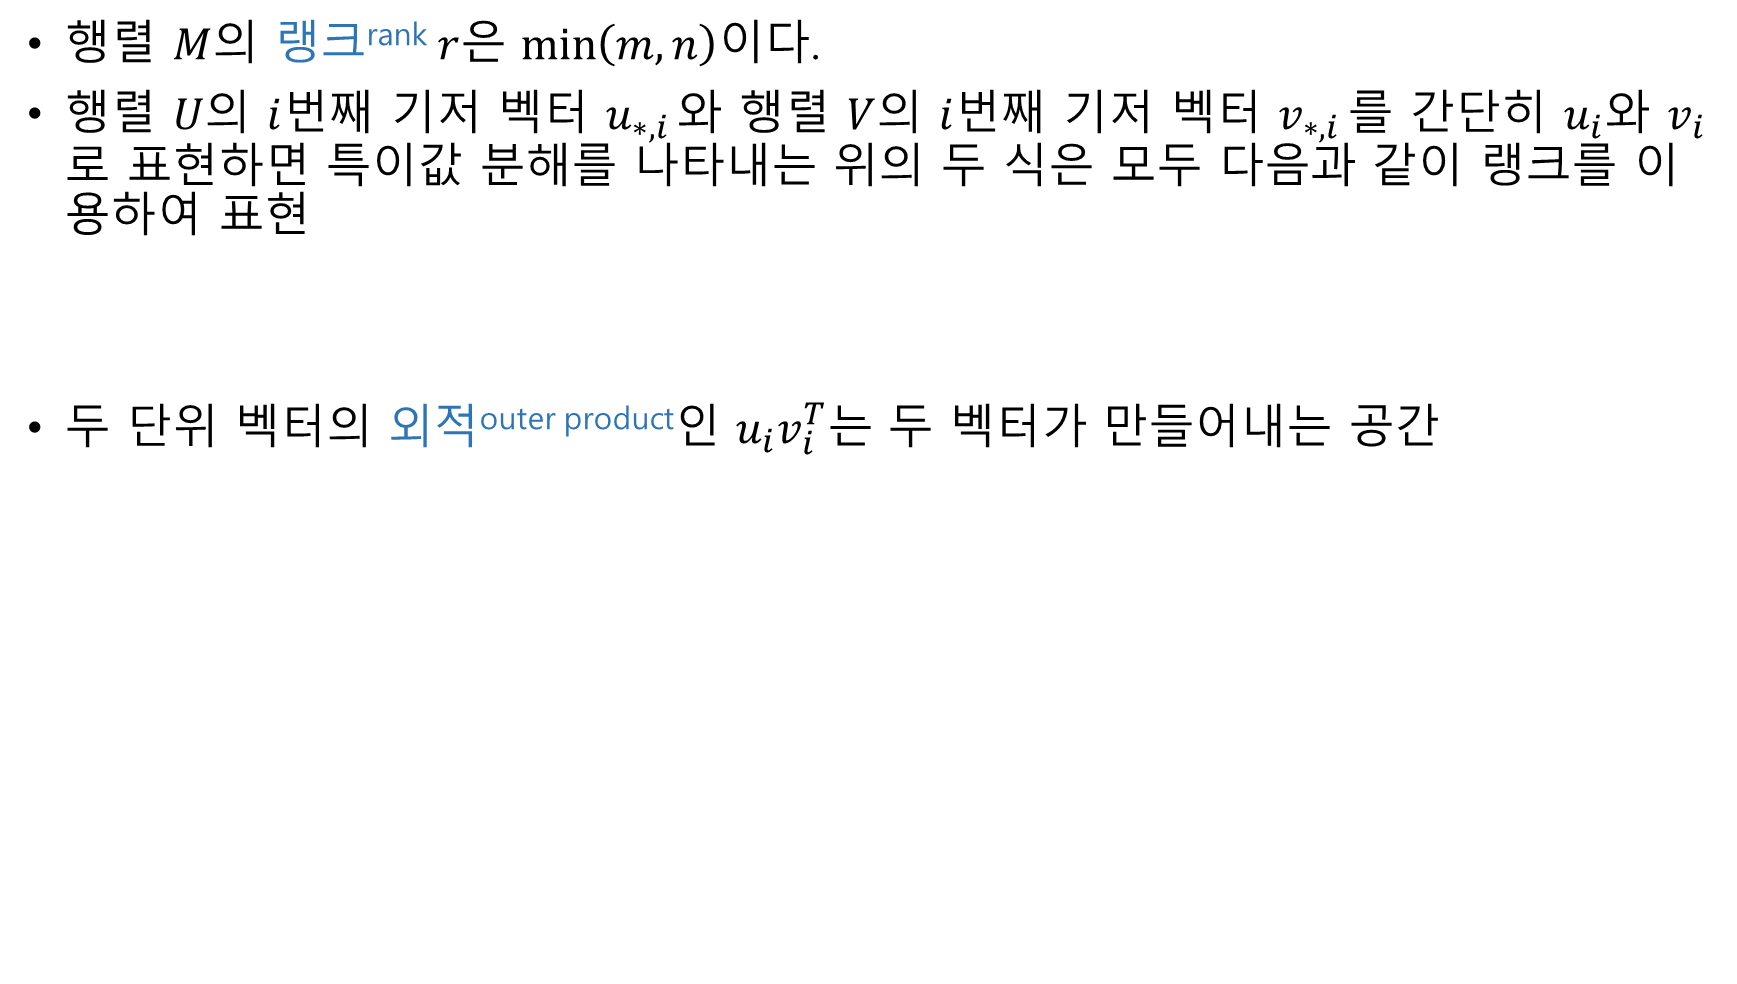 • 행렬 𝑀의 랭크rank 𝑟은 min(𝑚, 𝑛)이다.
• 행렬 𝑈의 𝑖번째 기저 벡터 𝑢∗,𝑖 와 행렬 𝑉의 𝑖번째 기저 벡터 𝑣∗,𝑖 를 간단히 𝑢𝑖와 𝑣𝑖
로 표현하면 특이값 분해를 나타내는 위의 두 식은 모두 다음과 같이 랭크를 이
용하여 표현
• 두 단위 벡터의 외적outer product인 𝑢𝑖𝑣𝑖𝑇는 두 벡터가 만들어내는 공간